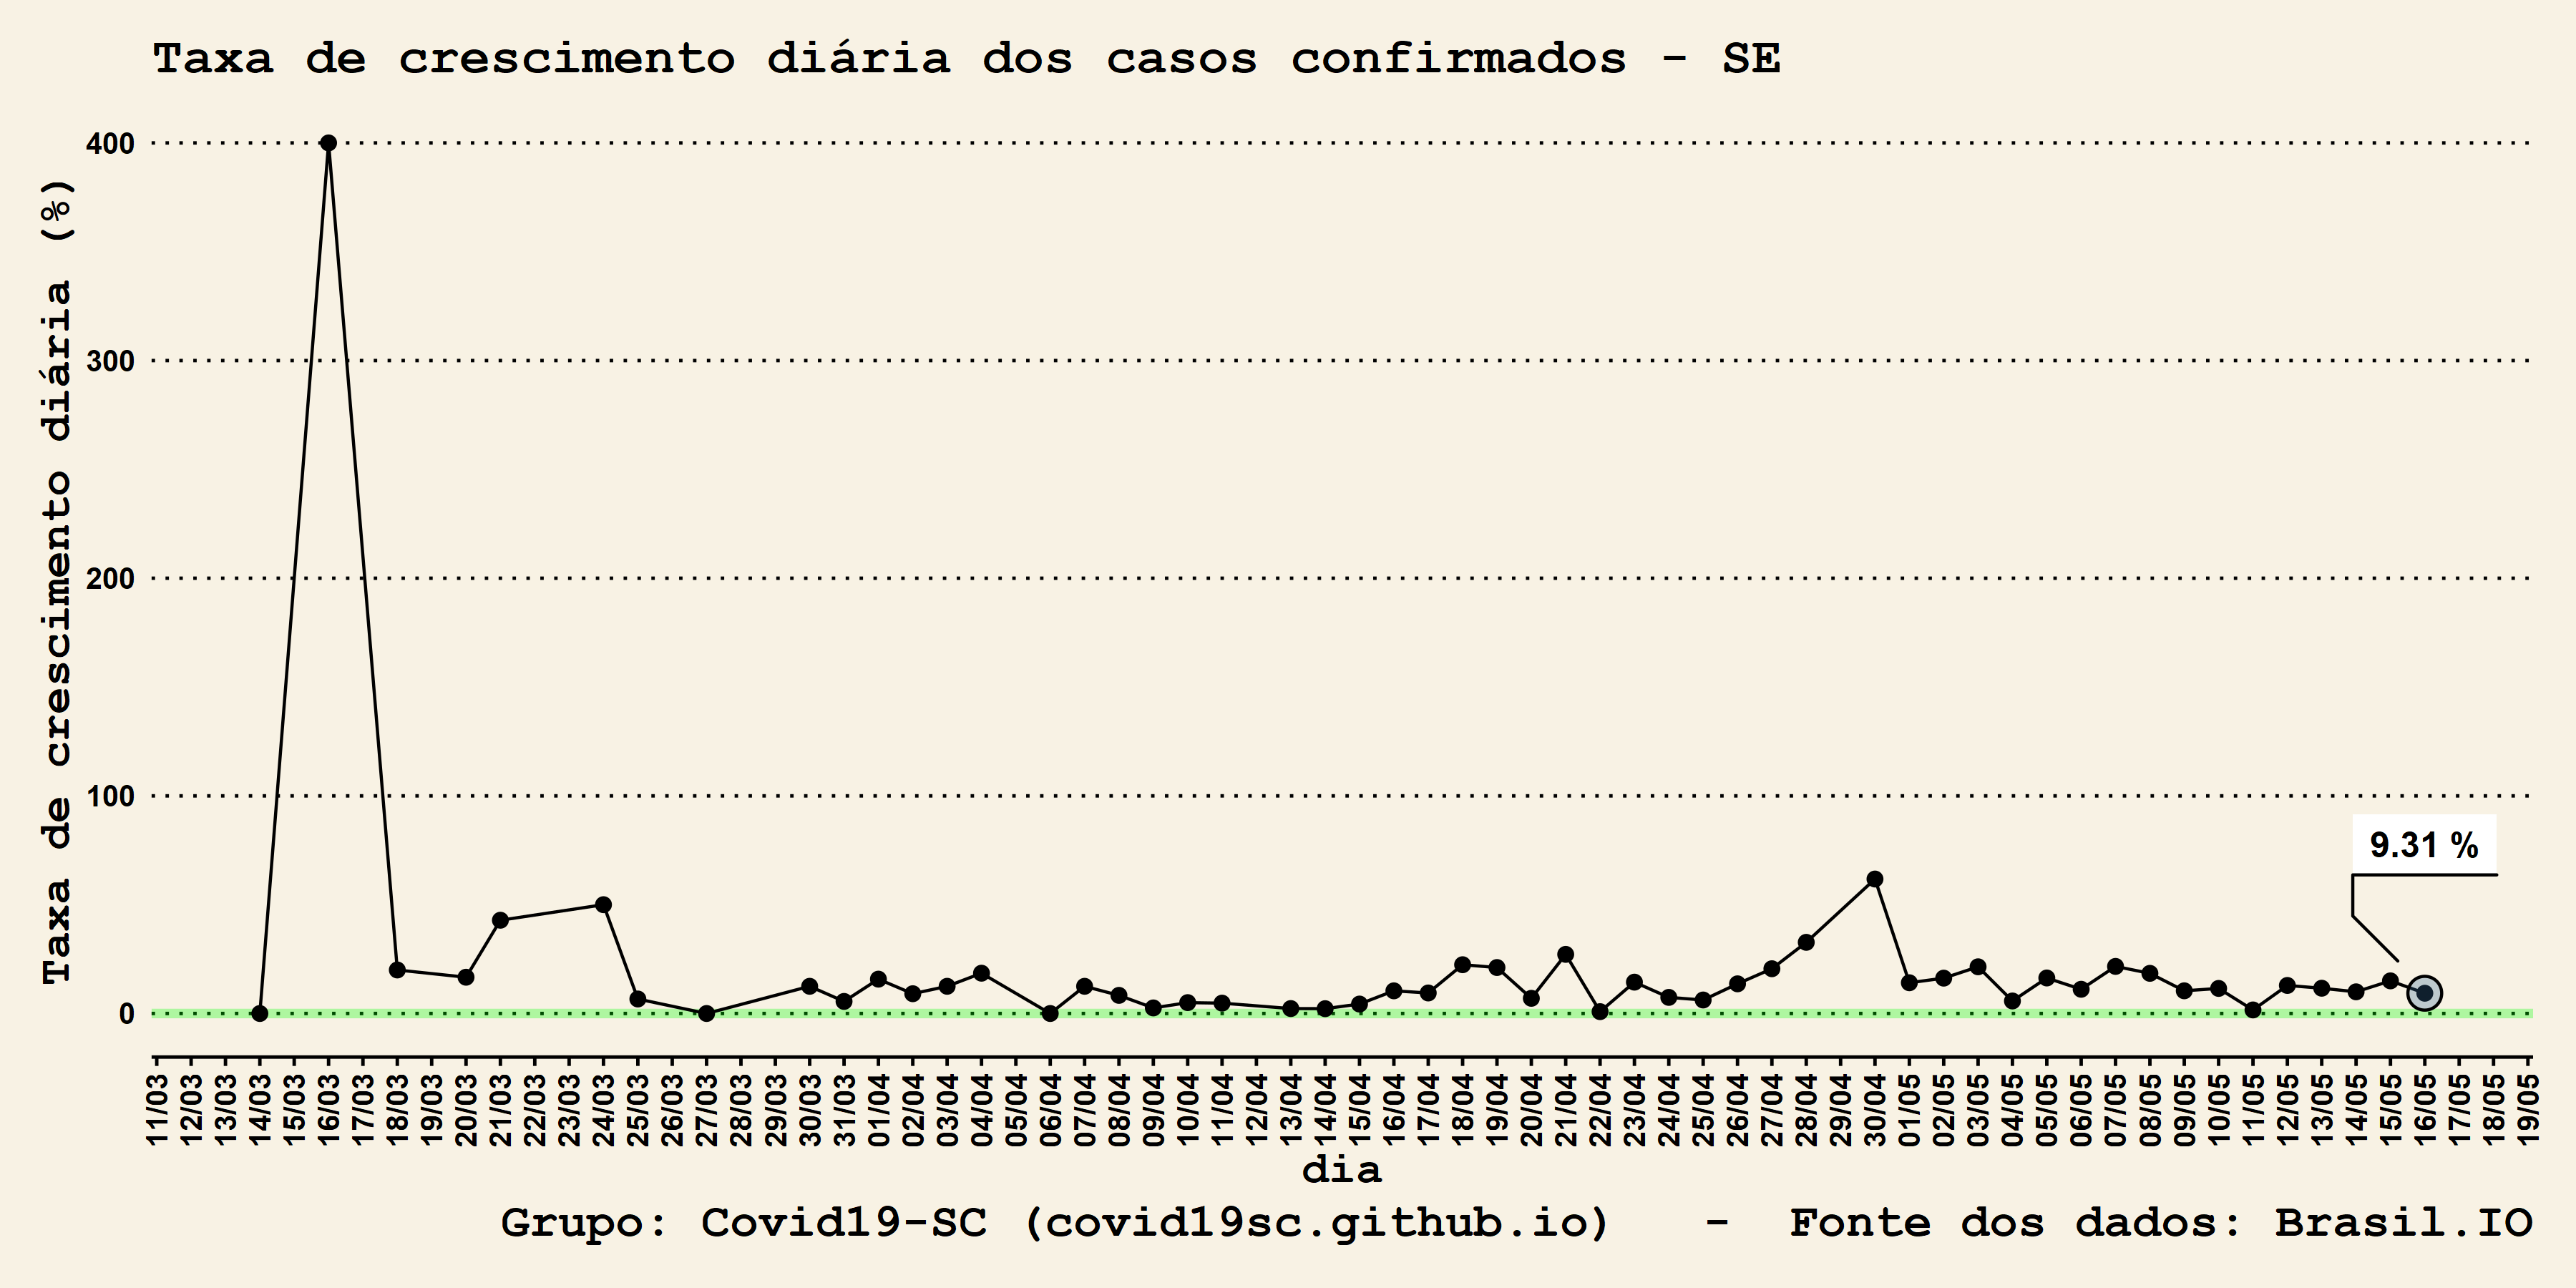 Taxa de crescimento diária dos casos confirmados - SE
Taxa de crescimento diária (%)
400
300
200
100
0
9.31 %
11/03 12/03 13/03 14/03 15/03 16/03 17/03 18/03 19/03 20/03 21/03 22/03 23/03 24/03 25/03 26/03 27/03 28/03 29/03 30/03 31/03 01/04 02/04 03/04 04/04 05/04 06/04 07/04 08/04 09/04 10/04 11/04 12/04 13/04 14/04 15/04 16/04 17/04 18/04 19/04 20/04 21/04 22/04 23/04 24/04 25/04 26/04 27/04 28/04 29/04 30/04 01/05 02/05 03/05 04/05 05/05 06/05 07/05 08/05 09/05 10/05 11/05 12/05 13/05 14/05 15/05 16/05 17/05 18/05 19/05
dia
Grupo: Covid19-SC (covid19sc.github.io) - Fonte dos dados: Brasil.IO